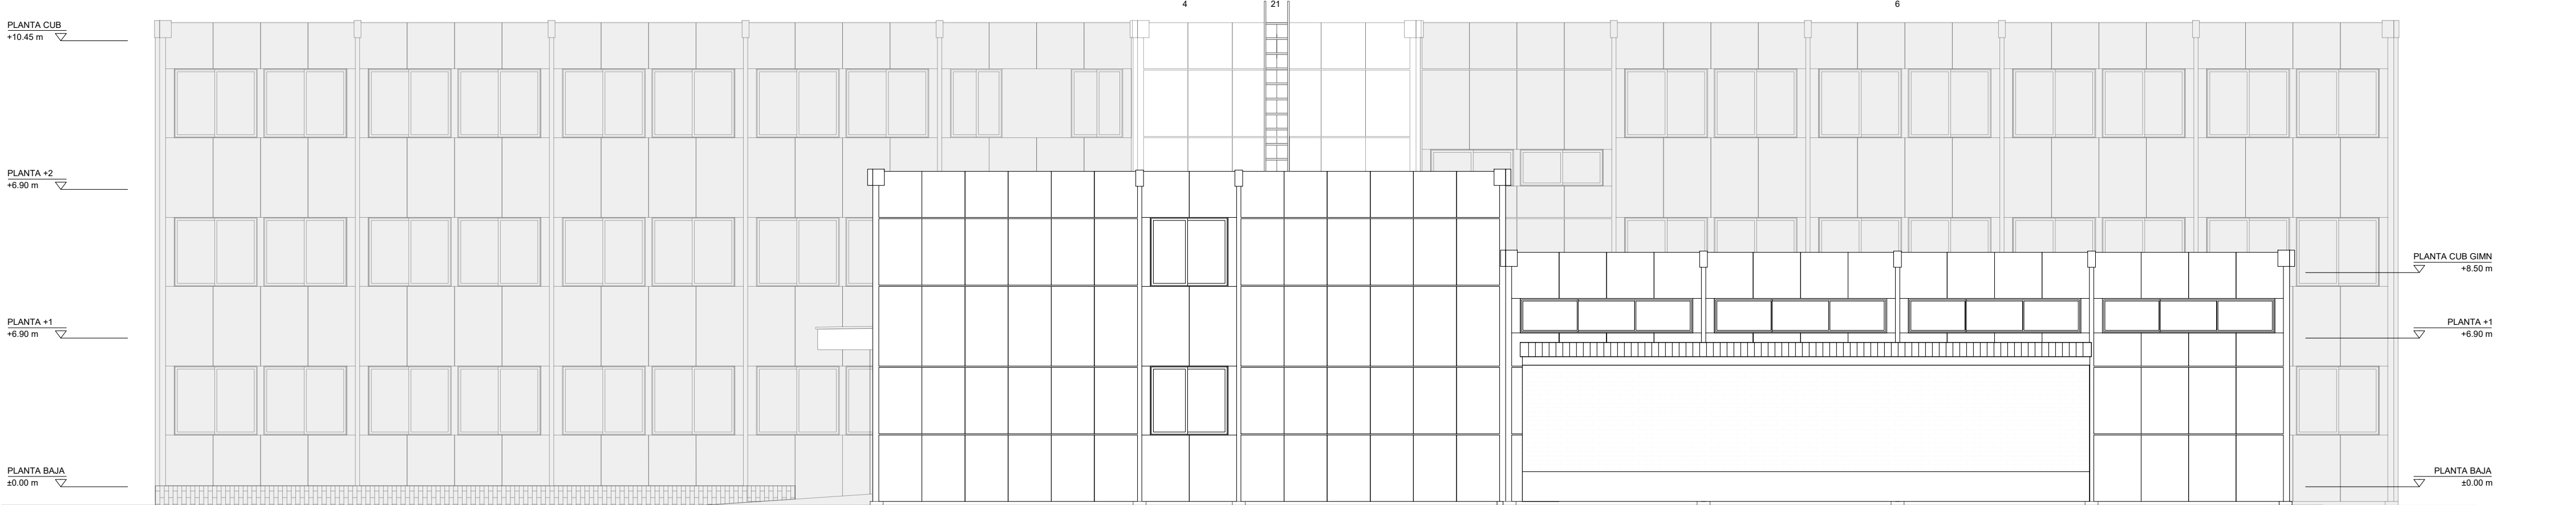 4
21
6
PLANTA CUB
+10.45 m
PLANTA +2
+6.90 m
PLANTA +1
+6.90 m
PLANTA BAJA
±0.00 m
PLANTA CUB GIMN
+8.50 m
PLANTA +1
+6.90 m
PLANTA BAJA
±0.00 m